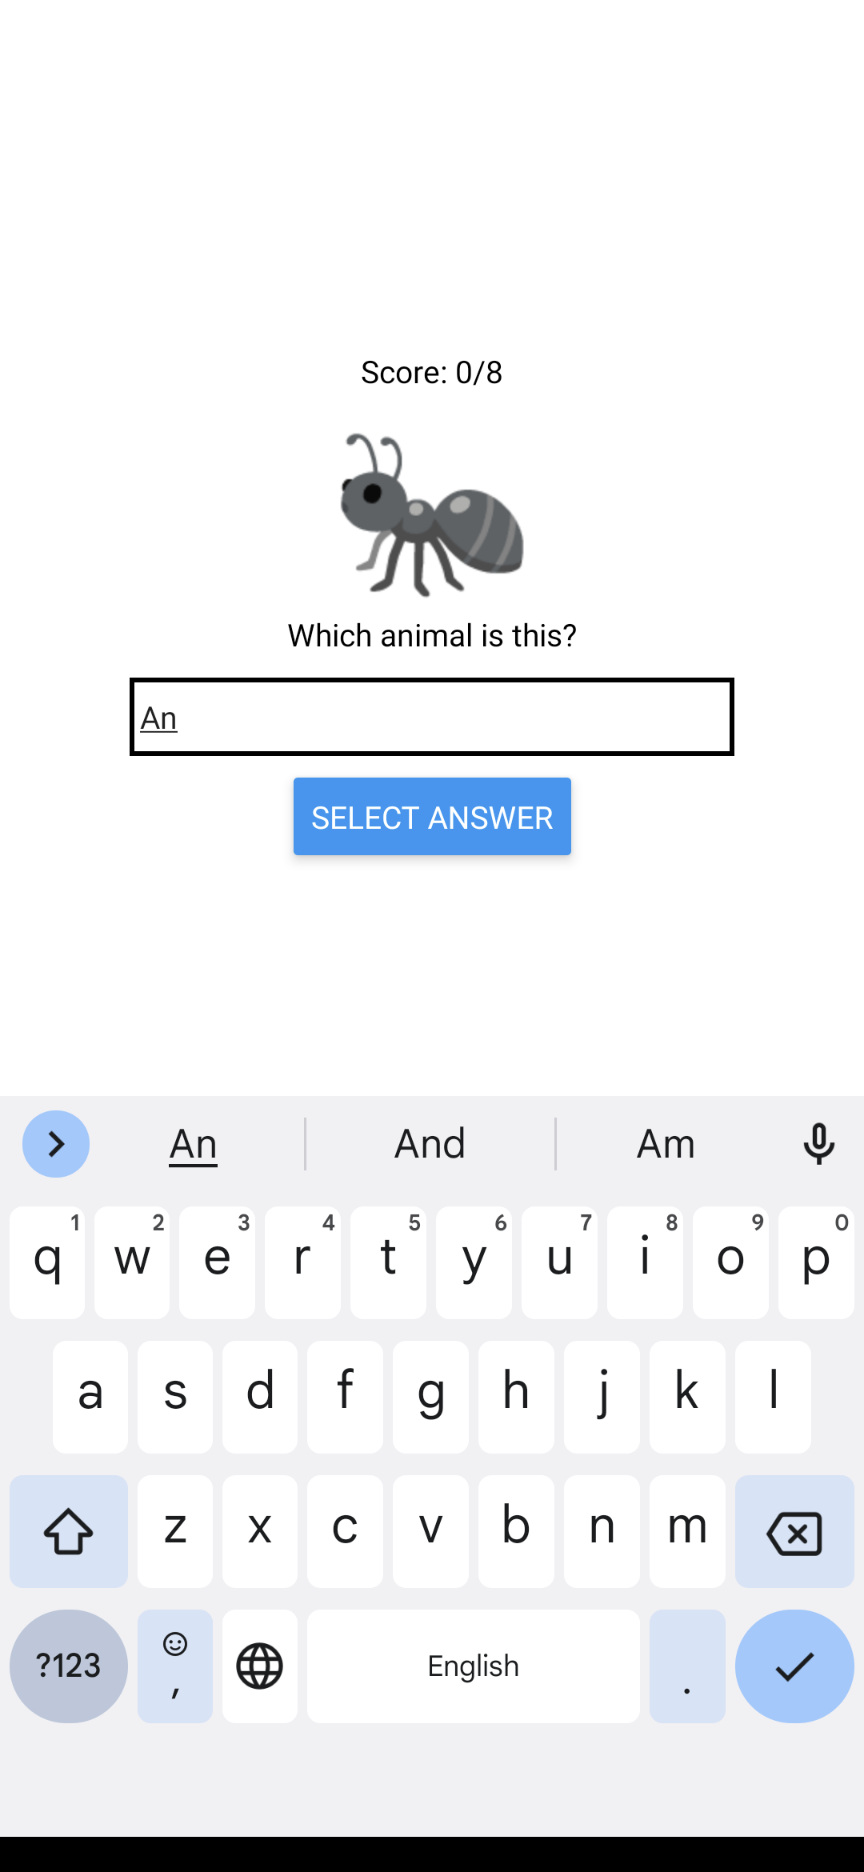 Score: 0/8
Which animal is this?
An
SELECT ANSWER
An And Am
1 2 3 4 5 6 7 8 9 0
q w e r t y u i o p
a s d f g h j k l
z x c v b n m
?123 , English .